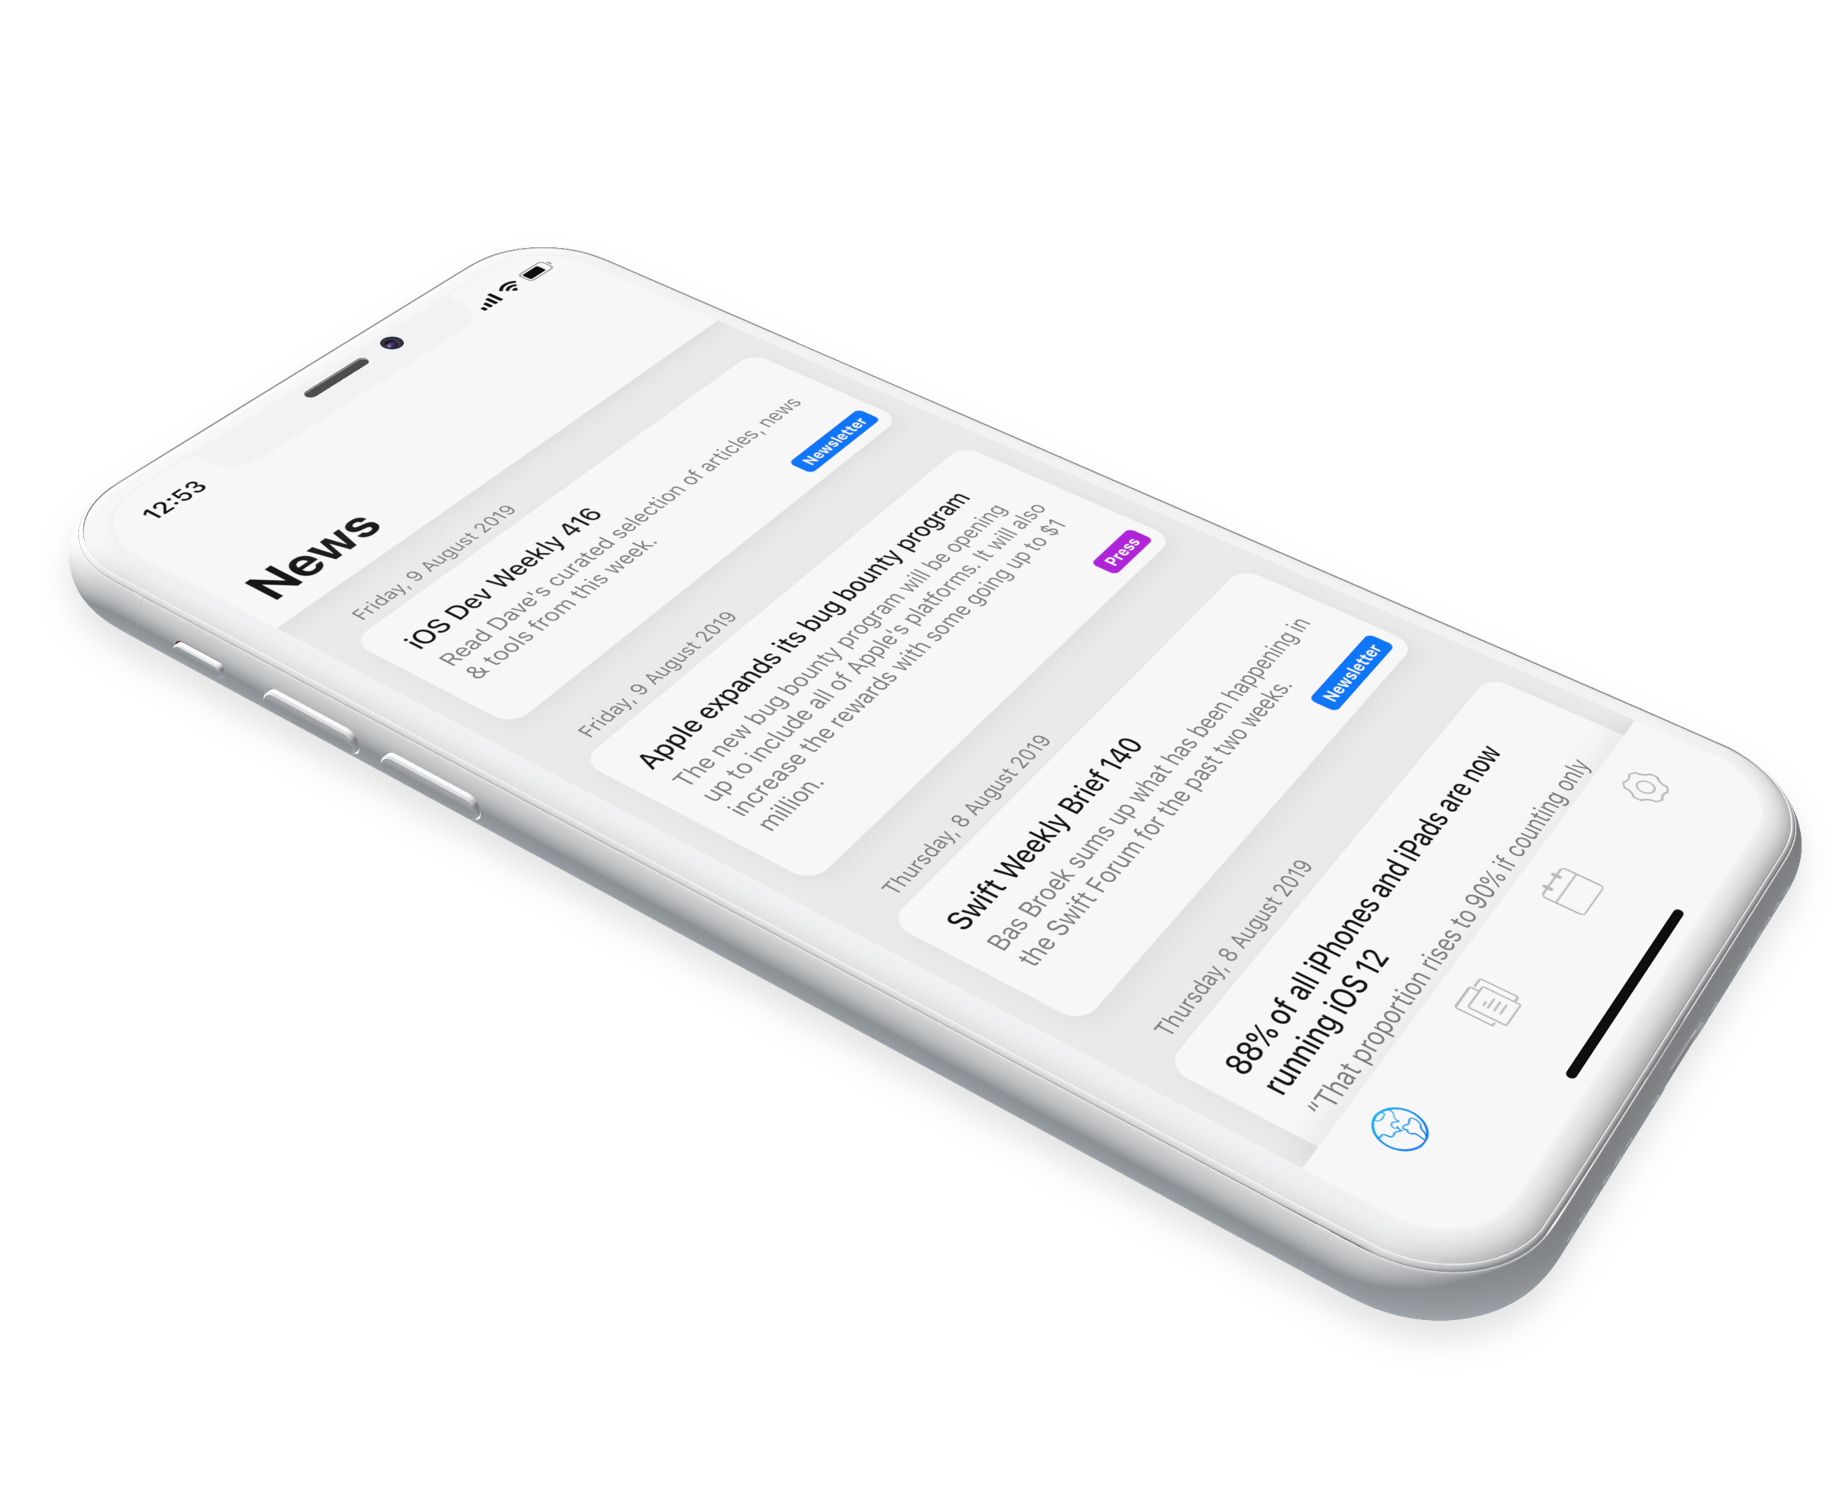 12:53
News
Friday, 9 August 2019
iOS Dev Weekly 416
Read Dave's curated selection of articles, news
& tools from this week.
Newsletter
Friday, 9 August 2019
Apple expands its bug bounty program
The new bug bounty program will be opening
up to include all of Apple's platforms. It will also
increase the rewards with some going up to $1
million.
Press
Thursday, 8 August 2019
Swift Weekly Brief 140
Bas Broek sums up what has been happening in
the Swift Forum for the past two weeks.
Newsletter
Thursday, 8 August 2019
88% of all iPhones and iPads are now
running iOS 12
“That proportion rises to 90% if counting only